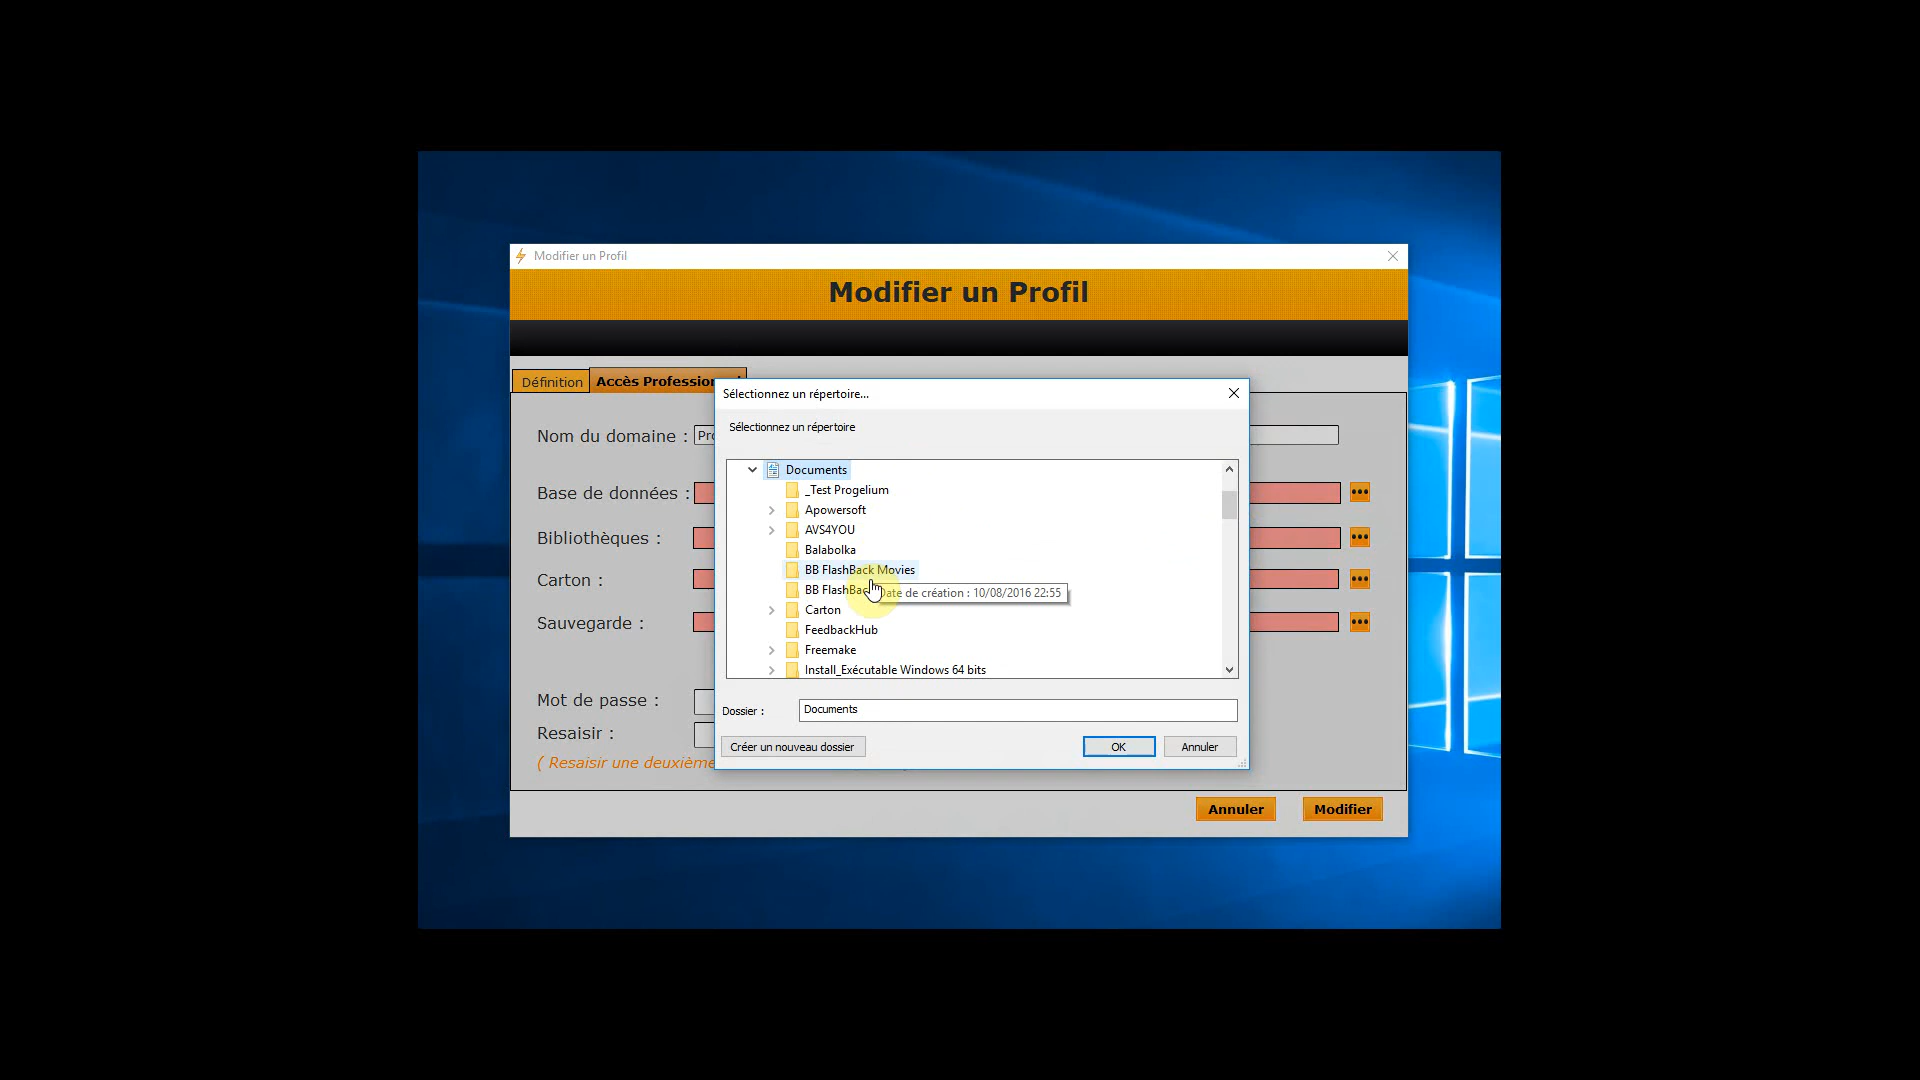 Modifier un Profil
Modifier un Profil
Définition
Accès Profession
Sélectionnez un répertoire...
Sélectionnez un répertoire
Nom du domaine :
Base de données :
Bibliothèques :
Carton :
Sauvegarde :
Documents
_Test Progelium
Apowersoft
AVS4YOU
Balabolka
BB FlashBack Movies
BB FlashBac
Date de création : 10/08/2016 22:55
Carton
FeedbackHub
Freemake
Install_Exécutable Windows 64 bits
Dossier :
Documents
Créer un nouveau dossier
OK
Annuler
Mot de passe :
Resaisir :
( Resaisir une deuxième
Annuler
Modifier